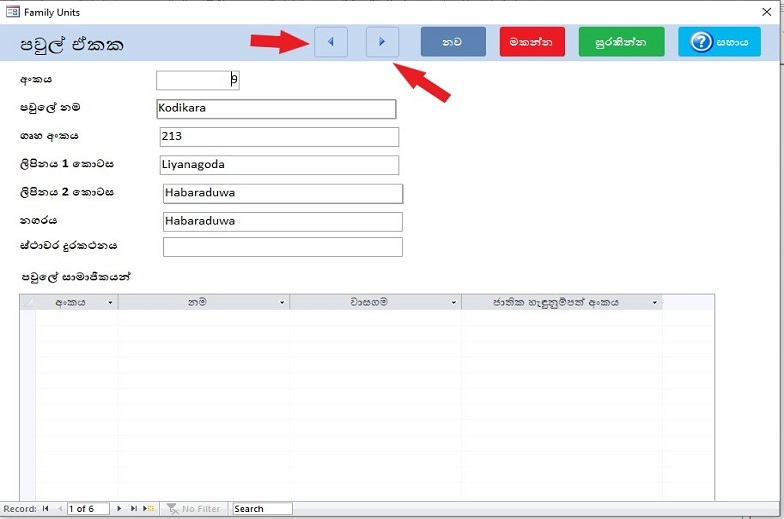 Family Units
පවුල් ඒකක
නව
මකන්න
සුරකින්න
? සහාය
අංකය 9
පවුලේ නම Kodikara
ගෘහ අංකය 213
ලිපිනය 1 කොටස Liyanagoda
ලිපිනය 2 කොටස Habaraduwa
නගරය Habaraduwa
ස්ථාවර දුරකථනය
පවුලේ සාමාජිකයන්
අංකය නම වාසගම ජාතික හැඳුනුම්පත් අංකය
Record: 1 of 6 No Filter Search